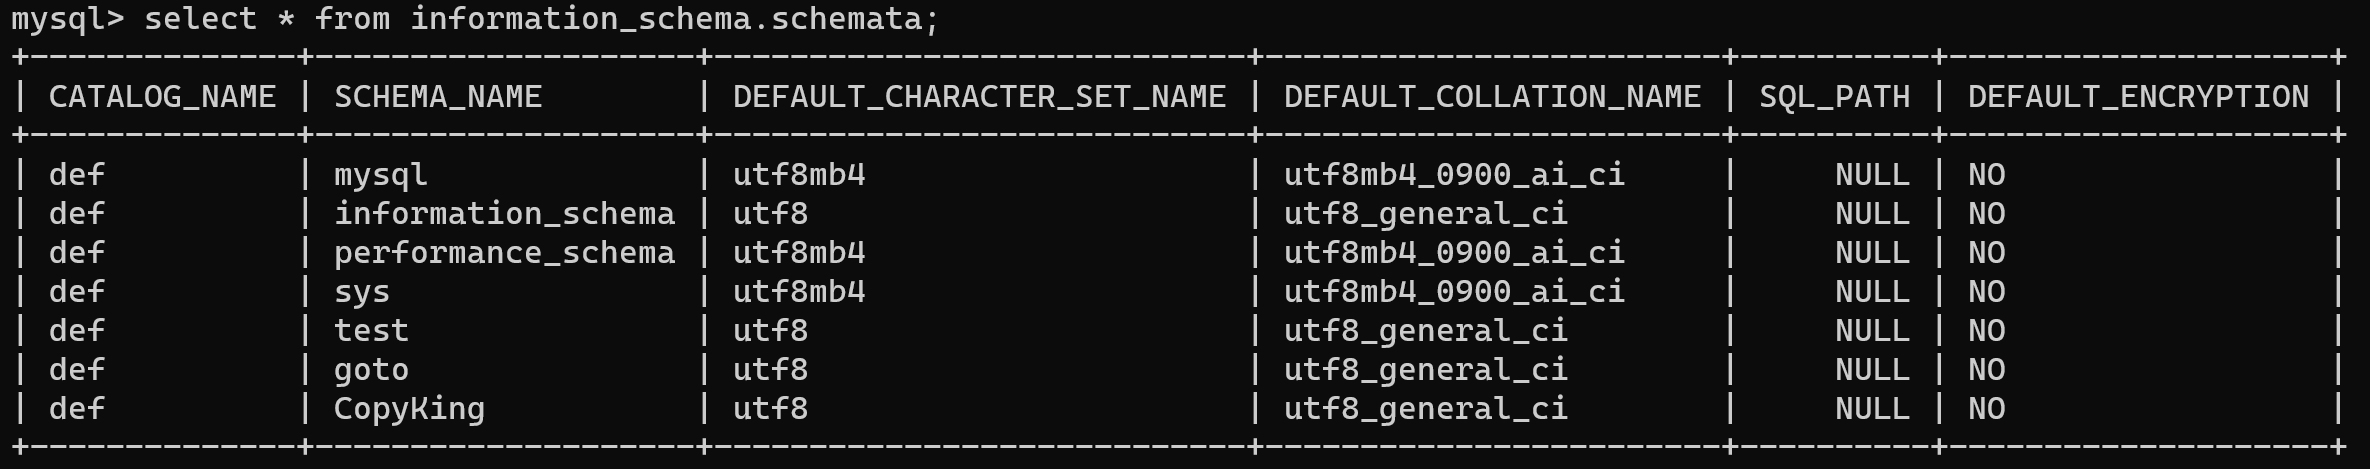 mysql> select * from information_schema.schemata;
+--------------+--------------------+----------------------------+------------------------+----------+--------------------+
| CATALOG_NAME | SCHEMA_NAME        | DEFAULT_CHARACTER_SET_NAME | DEFAULT_COLLATION_NAME | SQL_PATH | DEFAULT_ENCRYPTION |
+--------------+--------------------+----------------------------+------------------------+----------+--------------------+
| def          | mysql              | utf8mb4                    | utf8mb4_0900_ai_ci     |     NULL | NO                 |
| def          | information_schema | utf8                       | utf8_general_ci        |     NULL | NO                 |
| def          | performance_schema | utf8mb4                    | utf8mb4_0900_ai_ci     |     NULL | NO                 |
| def          | sys                | utf8mb4                    | utf8mb4_0900_ai_ci     |     NULL | NO                 |
| def          | test               | utf8                       | utf8_general_ci        |     NULL | NO                 |
| def          | goto               | utf8                       | utf8_general_ci        |     NULL | NO                 |
| def          | CopyKing           | utf8                       | utf8_general_ci        |     NULL | NO                 |
+--------------+--------------------+----------------------------+------------------------+----------+--------------------+